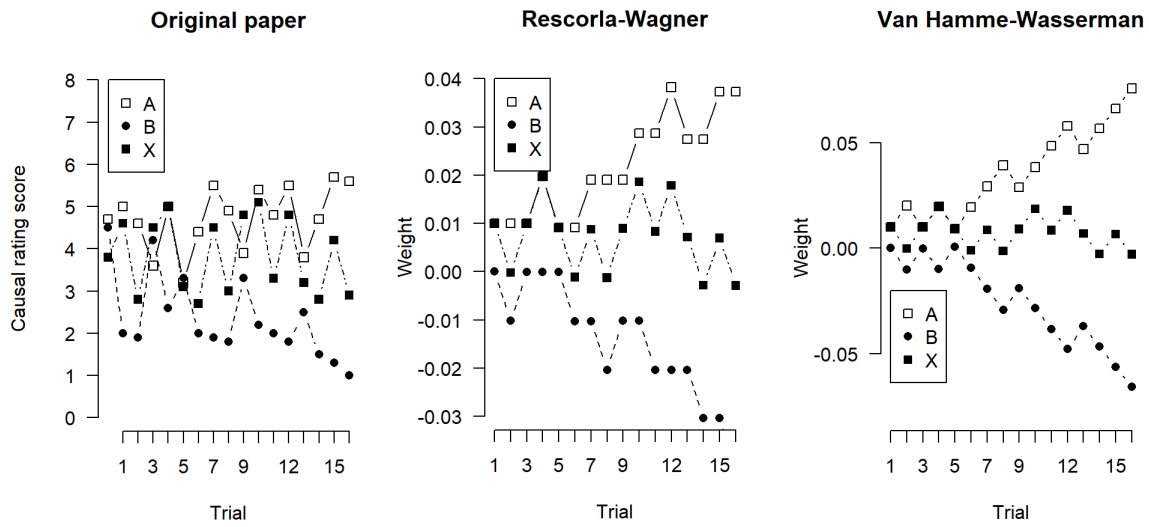 Original paper
Rescorla-Wagner
Van Hamme-Wasserman
Causal rating score
8
7
6
5
4
3
2
1
0
A
B
X
1 3 5 7 9 12 15
Trial
Weight
0.04
0.03
0.02
0.01
0.00
-0.01
-0.02
-0.03
A
B
X
1 3 5 7 9 12 15
Trial
Weight
0.05
0.00
-0.05
A
B
X
1 3 5 7 9 12 15
Trial